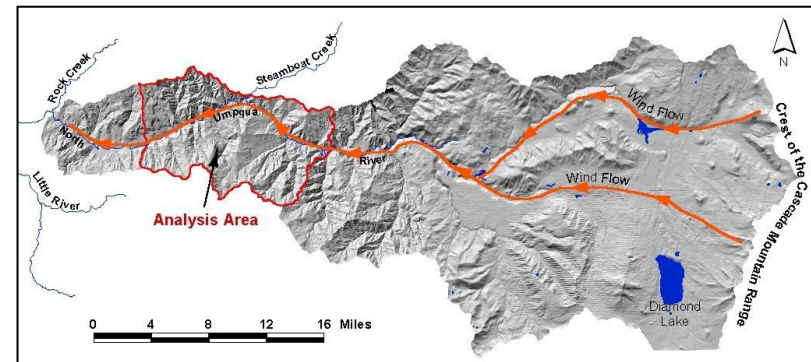 Rock Creek
Steamboat Creek
N
Wind Flow
North
Umpqua
River
Wind Flow
Little River
Analysis Area
Crest of the Cascade Mountain Range
Diamond
Lake
0 4 8 12 16 Miles